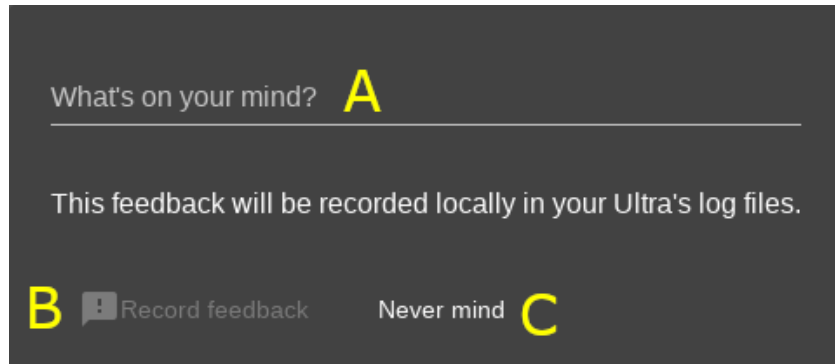 What's on your mind? A
This feedback will be recorded locally in your Ultra's log files.
B Record feedback Never mind C